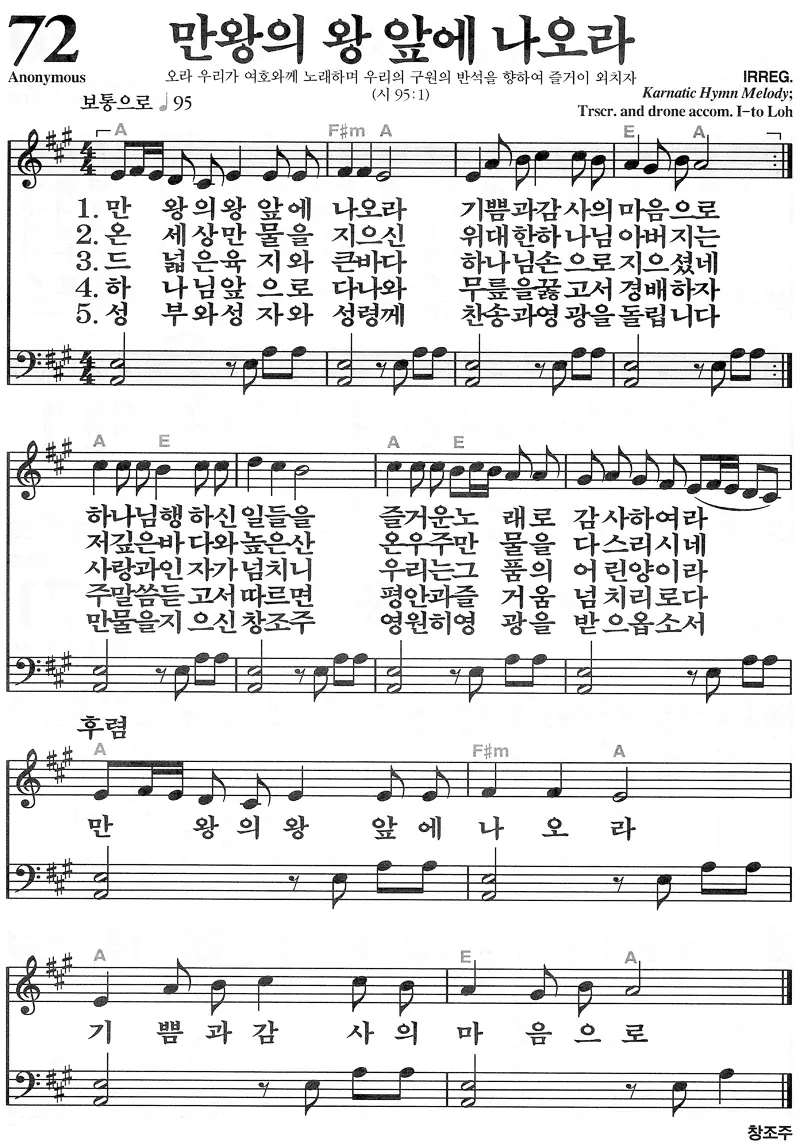 72
만왕의 왕 앞에 나오라
Anonymous
오라 우리가 여호와께 노래하며 우리의 구원의 반석을 향하여 즐거이 외치자
(시 95:1)
IRREG.
Karnatic Hymn Melody;
Trscr. and drone accom. I-to Loh
보통으로 ♩95
A F#m A E A
1. 만 왕의왕 앞에 나오라 기쁨과감 사의 마음으로
2. 온 세상만 물을 지으신 위대한하 나님 아버지는
3. 드 넓은육 지와 큰바다 하나님손 으로 지으셨네
4. 하 나님앞 으로 다나와 무릎을꿇 고서 경배하자
5. 성 부와성 자와 성령께 찬송과영 광을 돌립니다
A E A E
하나님행 하신 일들을 즐거운노 래로 감사하여라
저깊은바 다와 높은산 온우주만 물을 다스리시네
사랑과인 자가 넘치니 우리는그 품의 어린양이라
주말씀듣 고서 따르면 평안과즐 거움 넘치리로다
만물을지 으신 창조주 영원히영 광을 받으옵소서
후렴
A F#m A
만 왕의왕 앞에 나오라
A E A
기 쁨과감 사의 마음으로
창조주